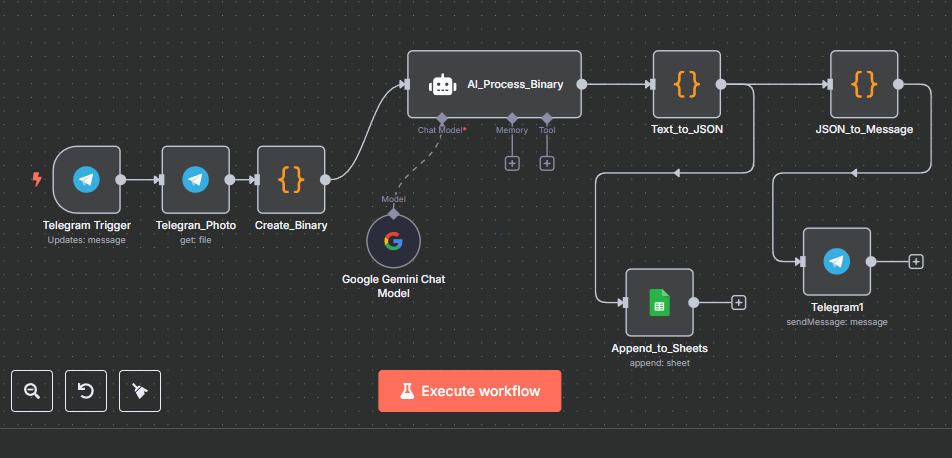 AI_Process_Binary
Chat Model*
Memory
Tool
Text_to_JSON
JSON_to_Message
Telegram Trigger
Updates: message
Telegran_Photo
get: file
Create_Binary
Model
Google Gemini Chat
Model
Append_to_Sheets
append: sheet
Telegram1
sendMessage: message
Execute workflow